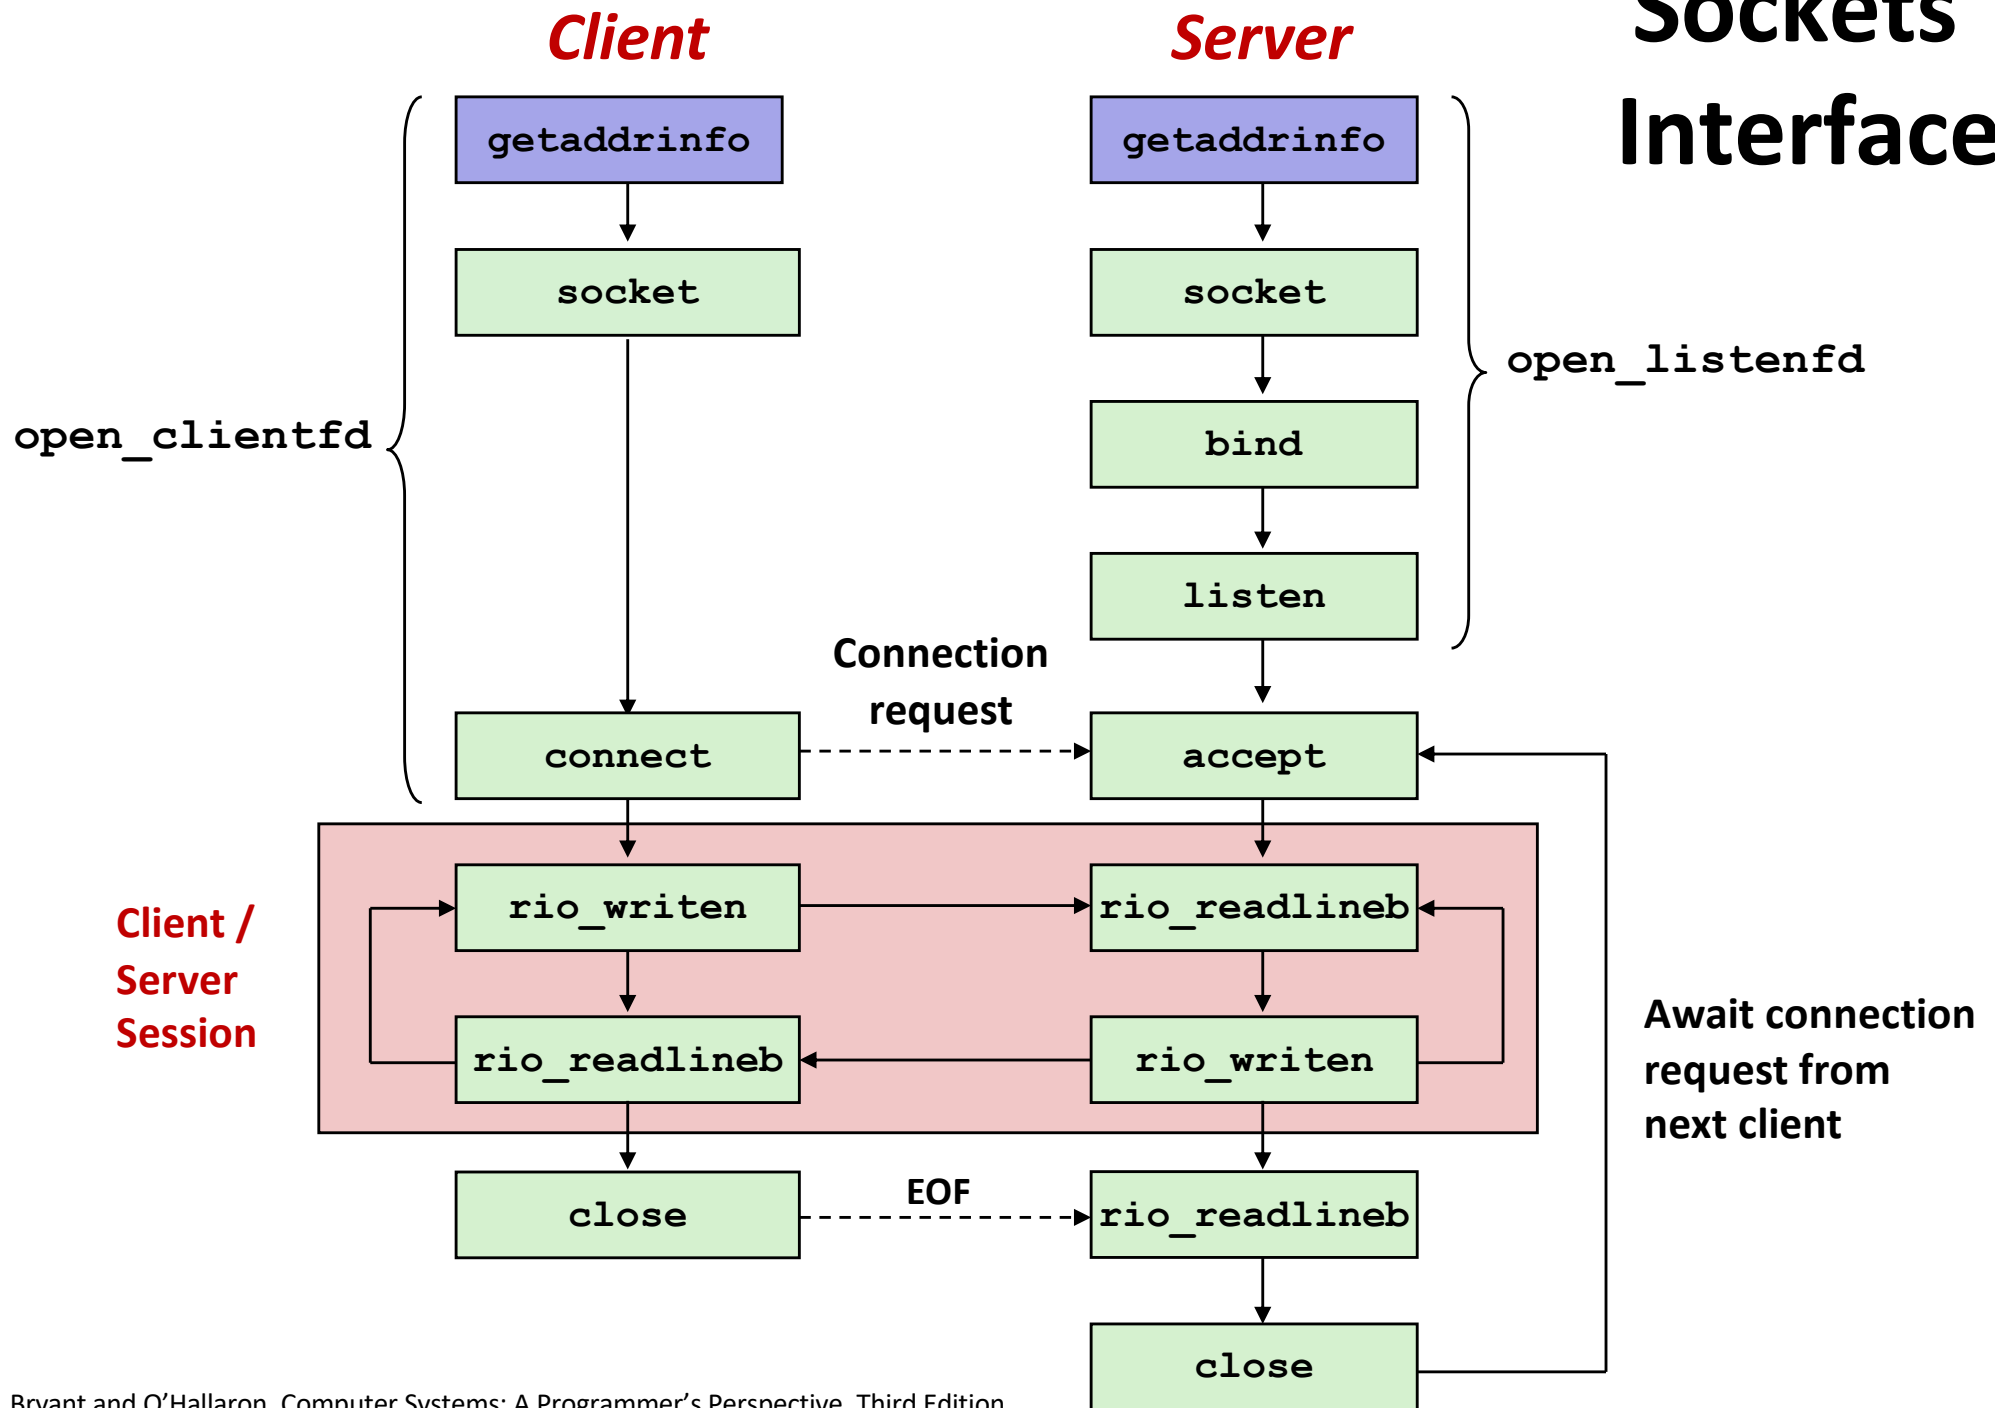 Sockets
Interface
Client
Server
getaddrinfo
getaddrinfo
socket
socket
open_listenfd
open_clientfd
bind
listen
Connection
request
connect
accept
Client /
Server
Session
rio_writen
rio_readlineb
rio_readlineb
rio_writen
Await connection
request from
next client
close
EOF
rio_readlineb
close
Bryant and O’Hallaron, Computer Systems: A Programmer’s Perspective, Third Edition